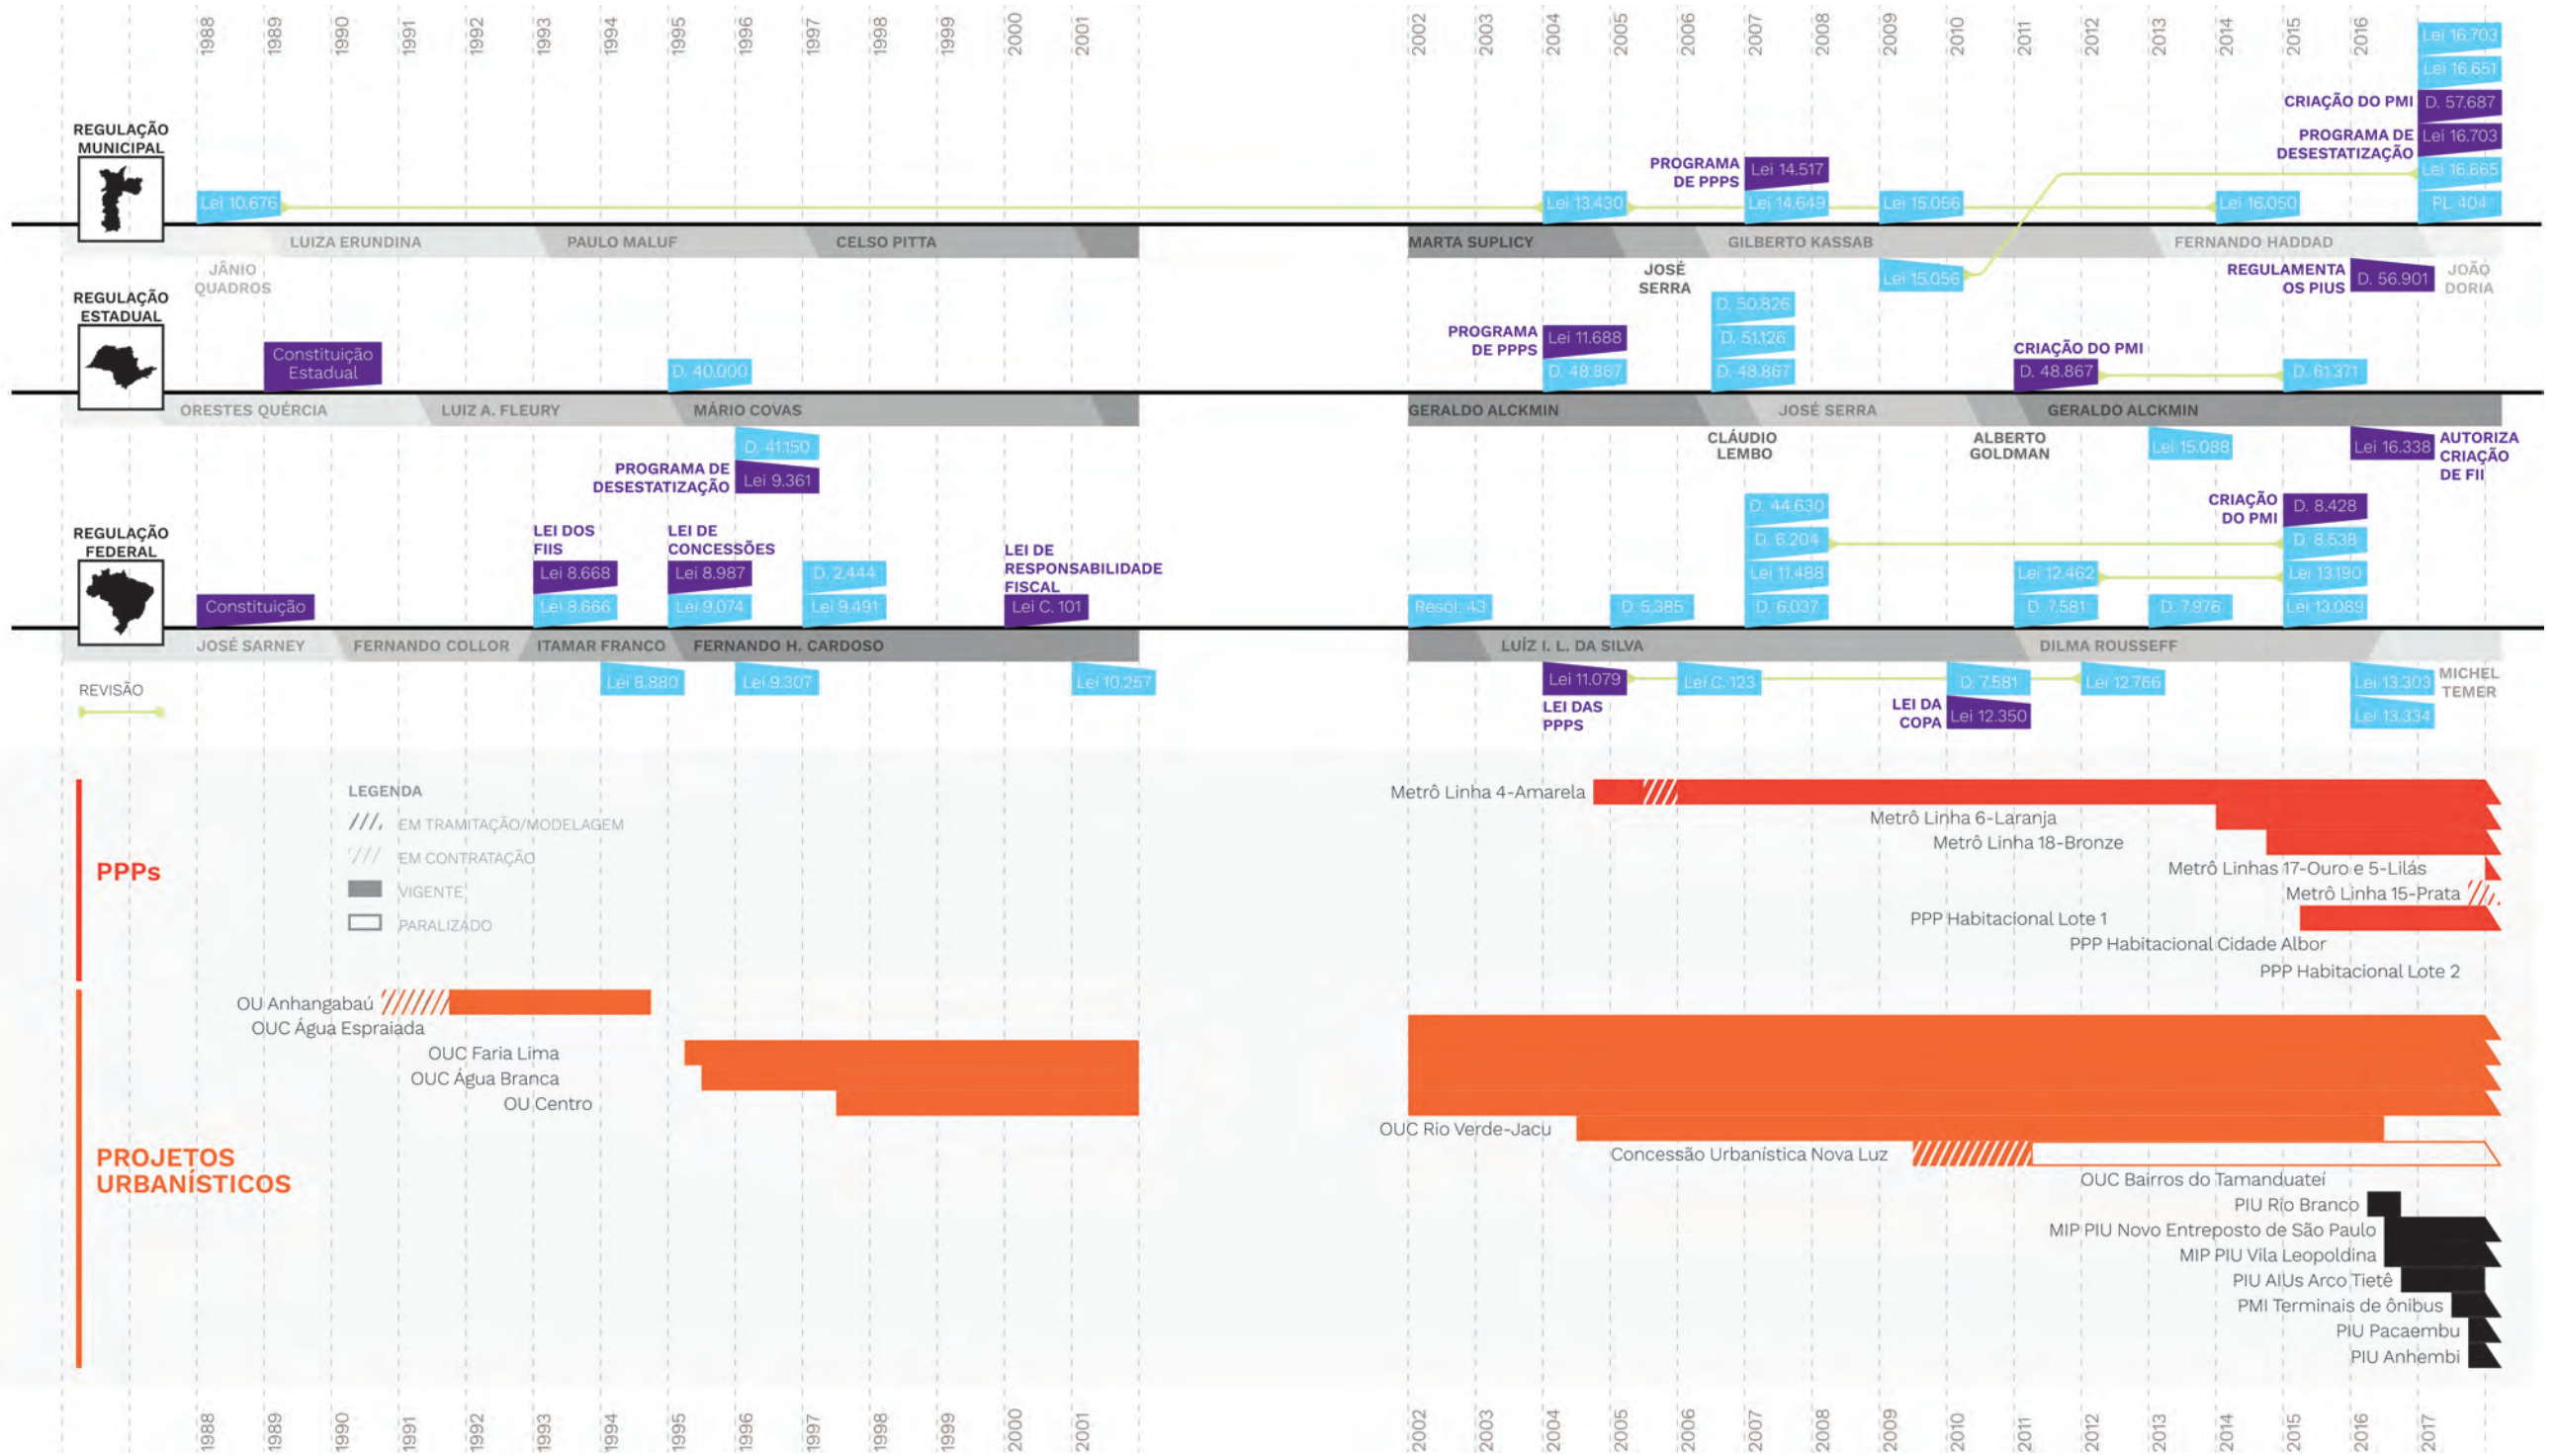 1988 1989 1990 1991 1992 1993 1994 1995 1996 1997 1998 1999 2000 2001 2002 2003 2004 2005 2006 2007 2008 2009 2010 2011 2012 2013 2014 2015 2016
Lei 16.703
Lei 16.651
CRIAÇÃO DO PMI D. 57.687
PROGRAMA DE
DESESTATIZAÇÃO
Lei 16.703
Lei 16.665
PL 404
REGULAÇÃO
MUNICIPAL
PROGRAMA
DE PPPS
Lei 14.517
Lei 10.676
Lei 13.430
Lei 14.649
Lei 15.056
Lei 16.050
JÂNIO
QUADROS
LUIZA ERUNDINA
PAULO MALUF
CELSO PITTA
MARTA SUPLICY
JOSÉ
SERRA
GILBERTO KASSAB
FERNANDO HADDAD
JOÃO
DORIA
Lei 15.056
REGULAMENTA
OS PIUS
D. 56.901
REGULAÇÃO
ESTADUAL
Constituição
Estadual
D. 40.000
PROGRAMA
DE PPPS
Lei 11.688
D. 48.867
D. 50.826
D. 51.126
D. 48.867
CRIAÇÃO DO PMI
D. 48.867
D. 61.371
ORESTES QUÉRCIA
LUIZ A. FLEURY
MÁRIO COVAS
GERALDO ALCKMIN
CLÁUDIO
LEMBO
JOSÉ SERRA
ALBERTO
GOLDMAN
GERALDO ALCKMIN
D. 41.150
PROGRAMA DE
DESESTATIZAÇÃO
Lei 9.361
Lei 15.088
Lei 16.338
AUTORIZA
CRIAÇÃO
DE FII
REGULAÇÃO
FEDERAL
Constituição
LEI DOS
FIIS
Lei 8.668
Lei 8.666
LEI DE
CONCESSÕES
Lei 8.987
Lei 9.074
D. 2.444
Lei 9.491
LEI DE
RESPONSABILIDADE
FISCAL
Lei C. 101
Resol. 43
D. 5.385
D. 44.630
D. 6.204
Lei 11.488
D. 6.037
Lei 12.462
D. 7.581
D. 7.976
CRIAÇÃO
DO PMI
D. 8.428
D. 8.538
Lei 13.190
Lei 13.089
JOSÉ SARNEY
FERNANDO COLLOR
ITAMAR FRANCO
FERNANDO H. CARDOSO
LUÍZ I. L. DA SILVA
DILMA ROUSSEFF
MICHEL
TEMER
Lei 8.880
Lei 9.307
Lei 10.257
Lei 11.079
LEI DAS
PPPS
Lei C. 123
D. 7.581
LEI DA
COPA
Lei 12.350
Lei 12.766
Lei 13.303
Lei 13.334
REVISÃO
LEGENDA
EM TRAMITAÇÃO/MODELAGEM
EM CONTRATAÇÃO
VIGENTE
PARALIZADO
PPPs
Metrô Linha 4-Amarela
Metrô Linha 6-Laranja
Metrô Linha 18-Bronze
Metrô Linhas 17-Ouro e 5-Lilás
Metrô Linha 15-Prata
PPP Habitacional Lote 1
PPP Habitacional Cidade Albor
PPP Habitacional Lote 2
PROJETOS
URBANÍSTICOS
OU Anhangabaú
OUC Água Espraiada
OUC Faria Lima
OUC Água Branca
OU Centro
OUC Rio Verde-Jacu
Concessão Urbanística Nova Luz
OUC Bairros do Tamanduateí
PIU Rio Branco
MIP PIU Novo Entreposto de São Paulo
MIP PIU Vila Leopoldina
PIU AIUs Arco Tietê
PMI Terminais de ônibus
PIU Pacaembu
PIU Anhembi
1988 1989 1990 1991 1992 1993 1994 1995 1996 1997 1998 1999 2000 2001 2002 2003 2004 2005 2006 2007 2008 2009 2010 2011 2012 2013 2014 2015 2016 2017